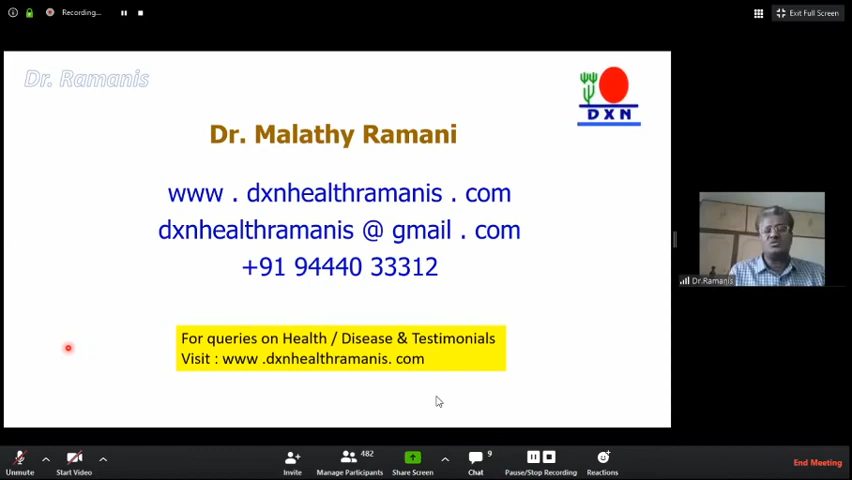 Recording...
Exit Full Screen
Dr. Ramanis
DXN
Dr. Malathy Ramani
www . dxnhealthramanis . com
dxnhealthramanis @ gmail . com
+91 94440 33312
For queries on Health / Disease & Testimonials
Visit : www .dxnhealthramanis. com
Dr.Ramanis
Unmute
Start Video
Invite
482
Manage Participants
Share Screen
9
Chat
Pause/Stop Recording
Reactions
End Meeting